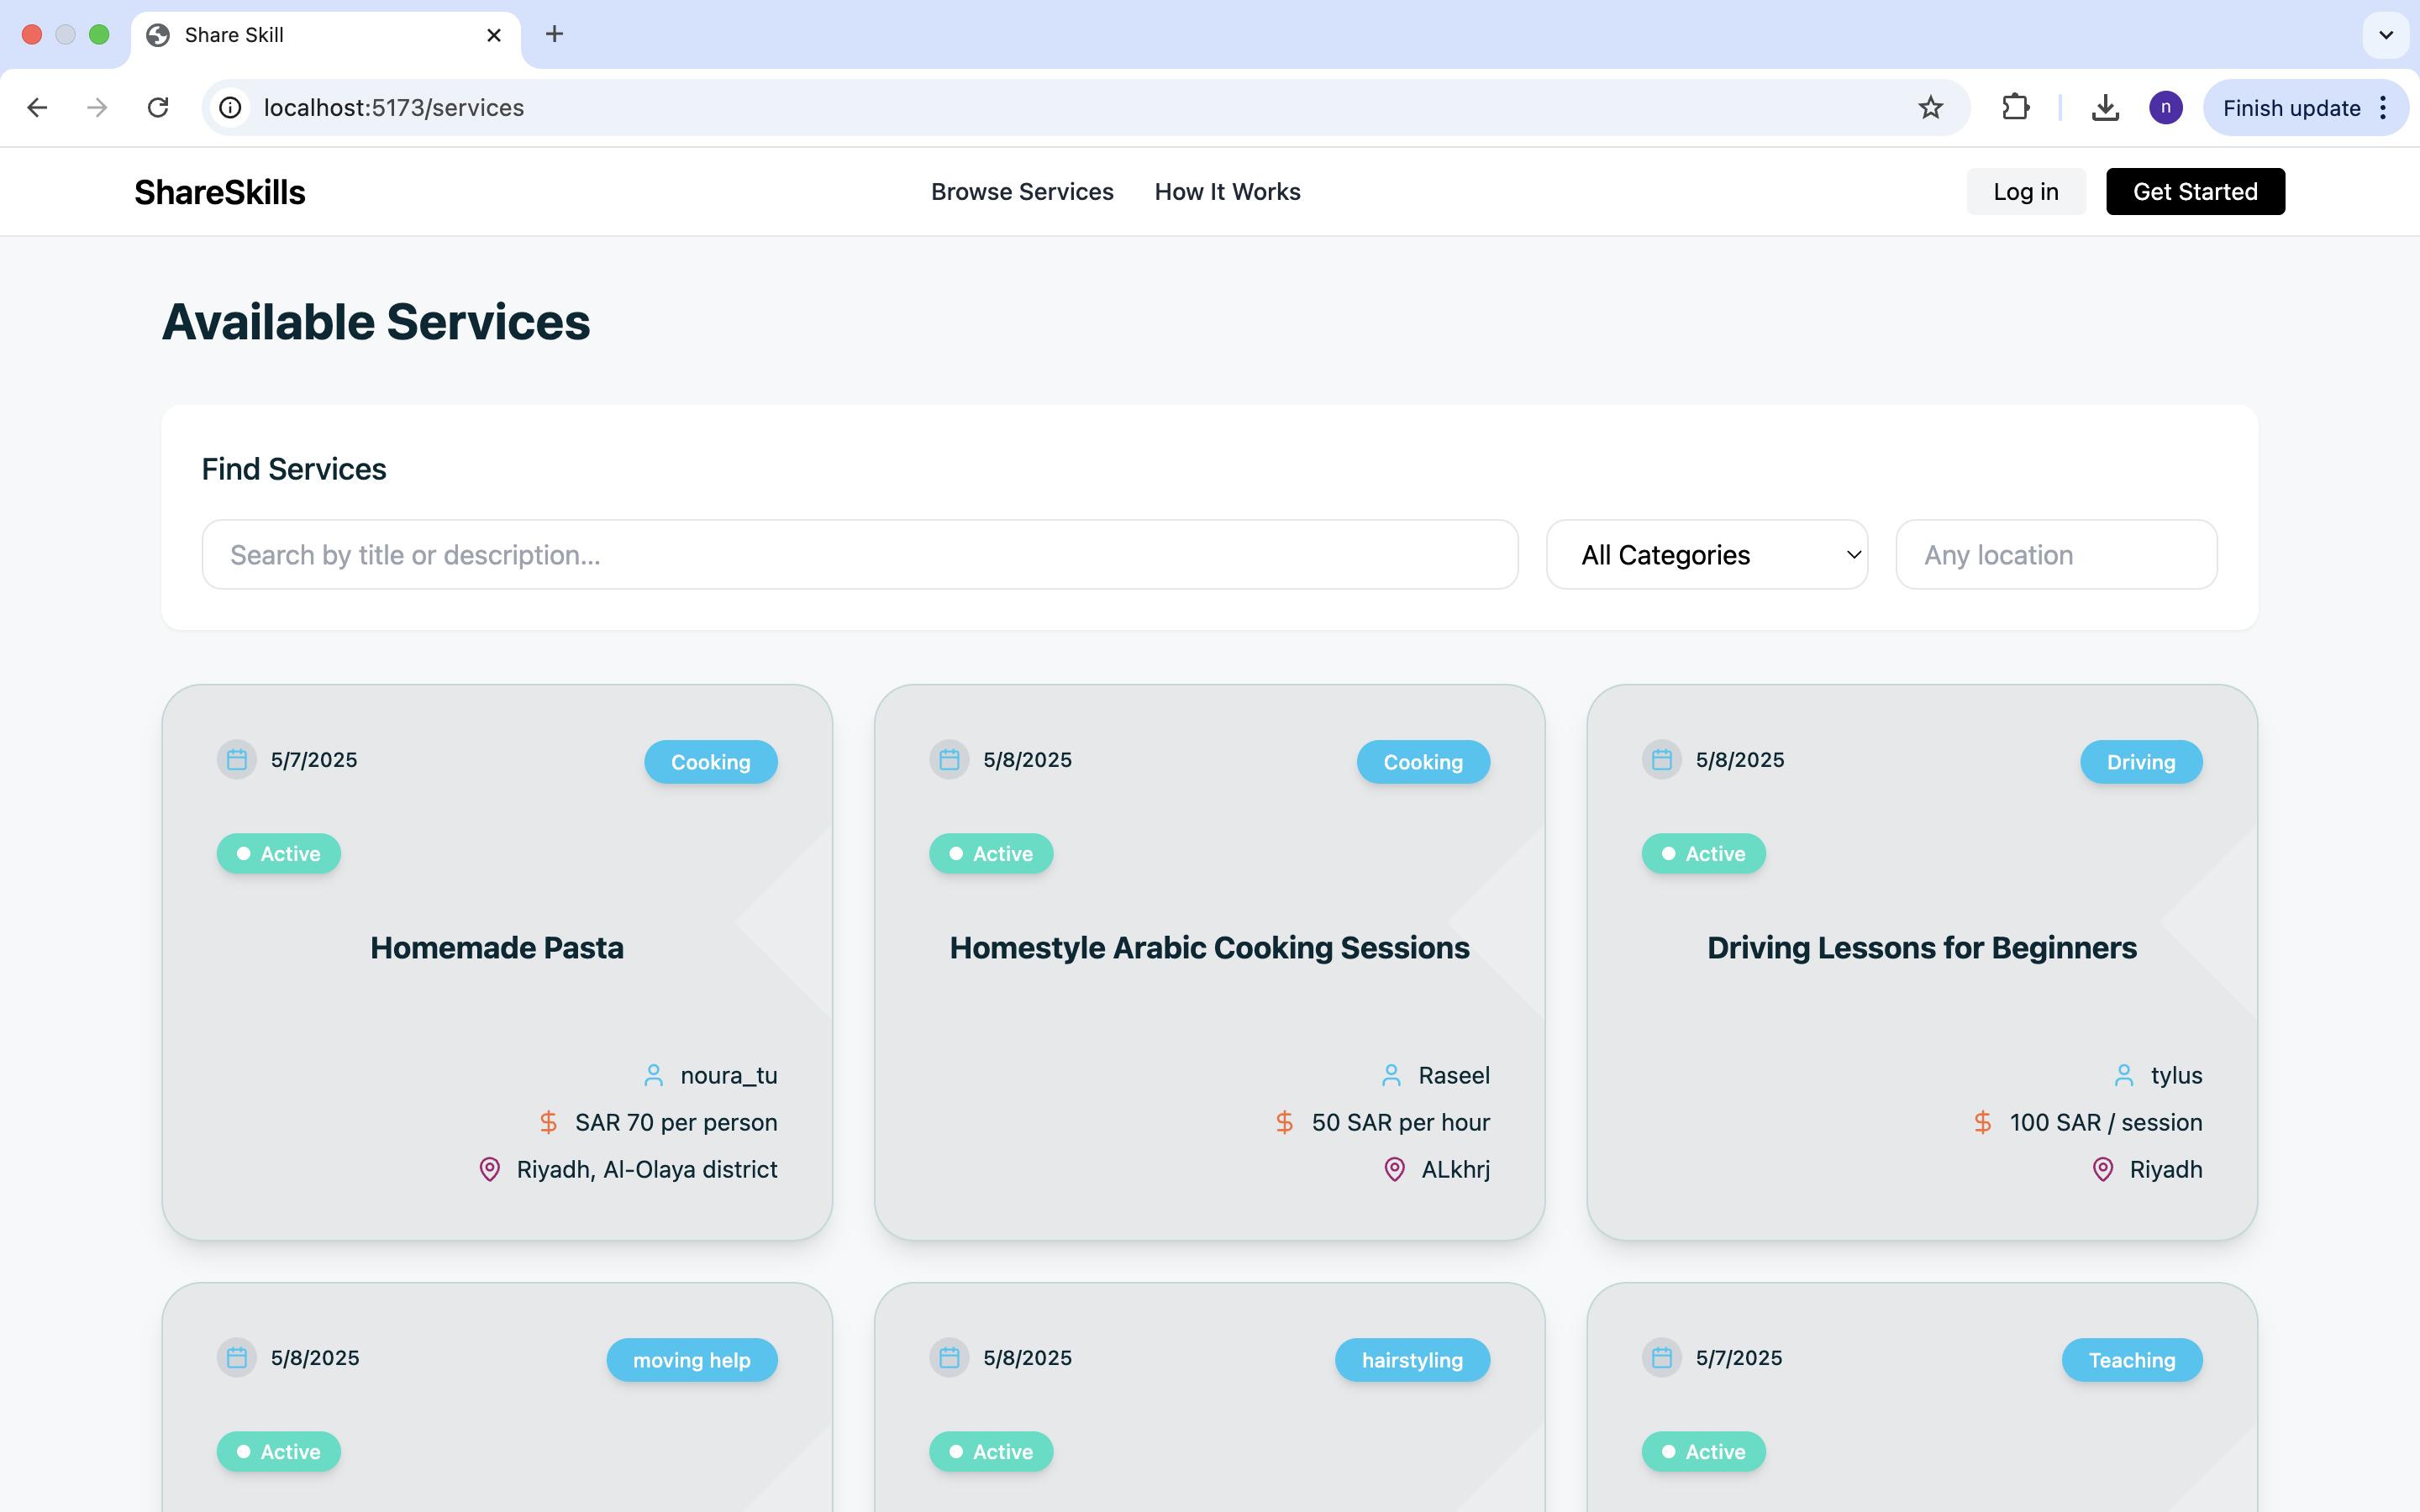 Share Skill
localhost:5173/services
n
Finish update
ShareSkills
Browse Services
How It Works
Log in
Get Started
Available Services
Find Services
Search by title or description...
All Categories
Any location
5/7/2025
Cooking
Active
Homemade Pasta
noura_tu
$ SAR 70 per person
Riyadh, Al-Olaya district
5/8/2025
Cooking
Active
Homestyle Arabic Cooking Sessions
Raseel
$ 50 SAR per hour
ALkhrj
5/8/2025
Driving
Active
Driving Lessons for Beginners
tylus
$ 100 SAR / session
Riyadh
5/8/2025
moving help
Active
5/8/2025
hairstyling
Active
5/7/2025
Teaching
Active